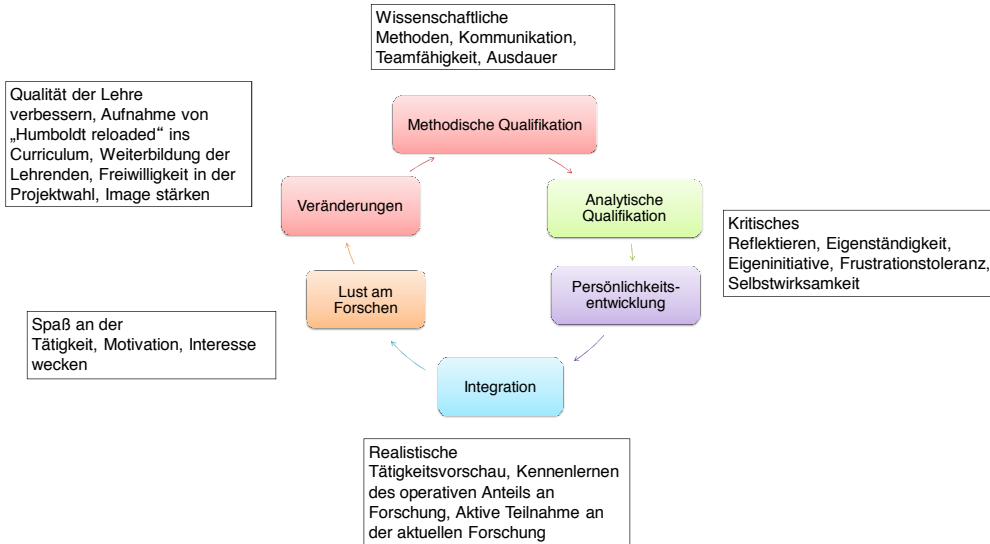 Wissenschaftliche
Methoden, Kommunikation,
Teamfähigkeit, Ausdauer
Qualität der Lehre
verbessern, Aufnahme von
„Humboldt reloaded“ ins
Curriculum, Weiterbildung der
Lehrenden, Freiwilligkeit in der
Projektwahl, Image stärken
Methodische Qualifikation
Veränderungen
Analytische
Qualifikation
Kritisches
Reflektieren, Eigenständigkeit,
Eigeninitiative, Frustrationstoleranz,
Selbstwirksamkeit
Lust am
Forschen
Persönlichkeits-
entwicklung
Spaß an der
Tätigkeit, Motivation, Interesse
wecken
Integration
Realistische
Tätigkeitsvorschau, Kennenlernen
des operativen Anteils an
Forschung, Aktive Teilnahme an
der aktuellen Forschung